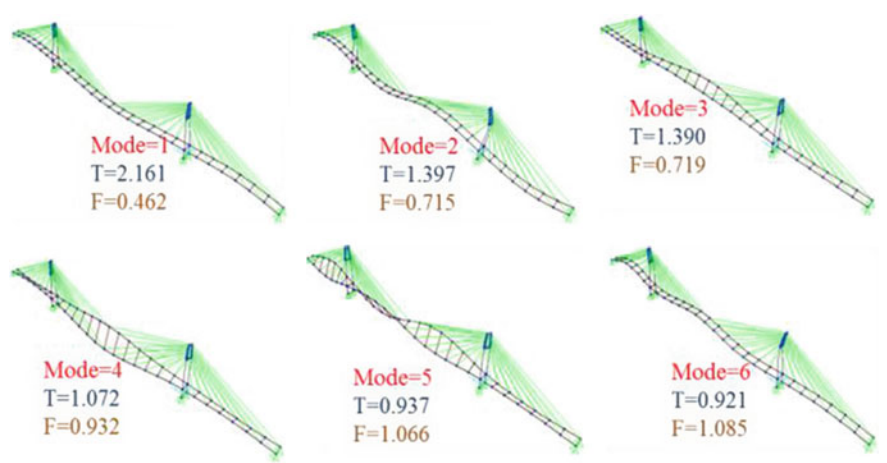 Mode=1
T=2.161
F=0.462
Mode=2
T=1.397
F=0.715
Mode=3
T=1.390
F=0.719
Mode=4
T=1.072
F=0.932
Mode=5
T=0.937
F=1.066
Mode=6
T=0.921
F=1.085